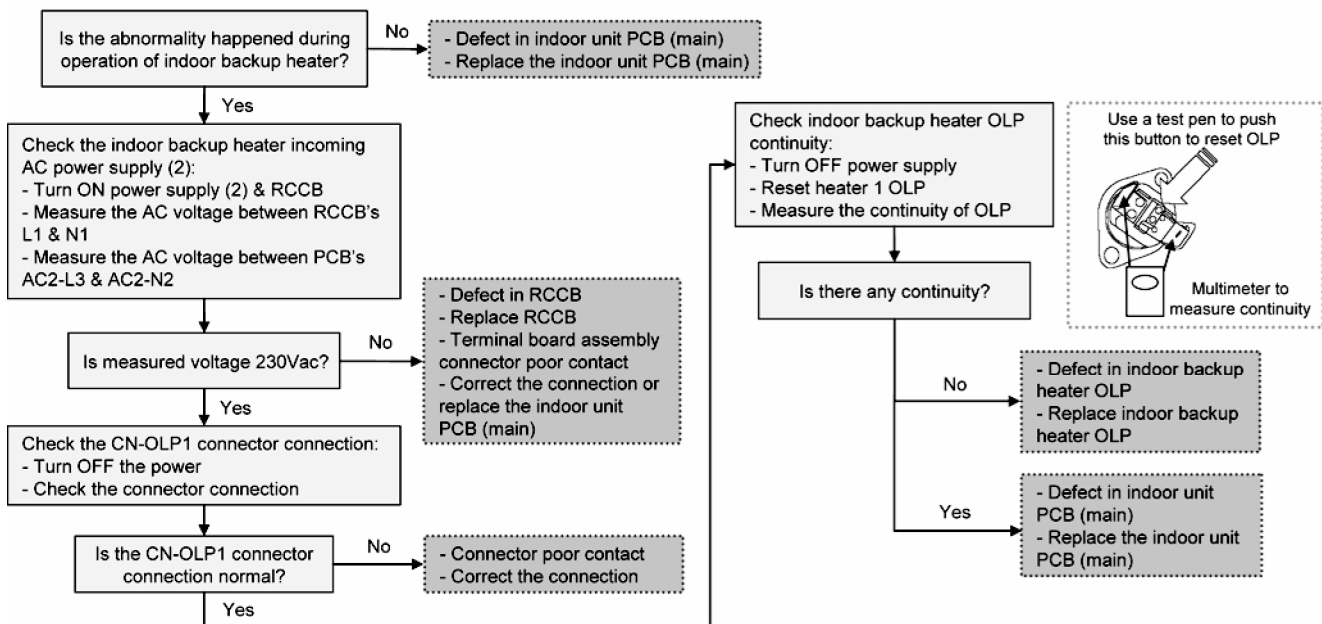 Is the abnormality happened during
operation of indoor backup heater?
No
- Defect in indoor unit PCB (main)
- Replace the indoor unit PCB (main)
Yes
Check the indoor backup heater incoming
AC power supply (2):
- Turn ON power supply (2) & RCCB
- Measure the AC voltage between RCCB's
L1 & N1
- Measure the AC voltage between PCB's
AC2-L3 & AC2-N2
Is measured voltage 230Vac?
No
- Defect in RCCB
- Replace RCCB
- Terminal board assembly
connector poor contact
- Correct the connection or
replace the indoor unit
PCB (main)
Yes
Check the CN-OLP1 connector connection:
- Turn OFF the power
- Check the connector connection
Is the CN-OLP1 connector
connection normal?
No
- Connector poor contact
- Correct the connection
Yes
Check indoor backup heater OLP
continuity:
- Turn OFF power supply
- Reset heater 1 OLP
- Measure the continuity of OLP
Use a test pen to push
this button to reset OLP
Multimeter to
measure continuity
Is there any continuity?
No
- Defect in indoor backup
heater OLP
- Replace indoor backup
heater OLP
Yes
- Defect in indoor unit
PCB (main)
- Replace the indoor unit
PCB (main)